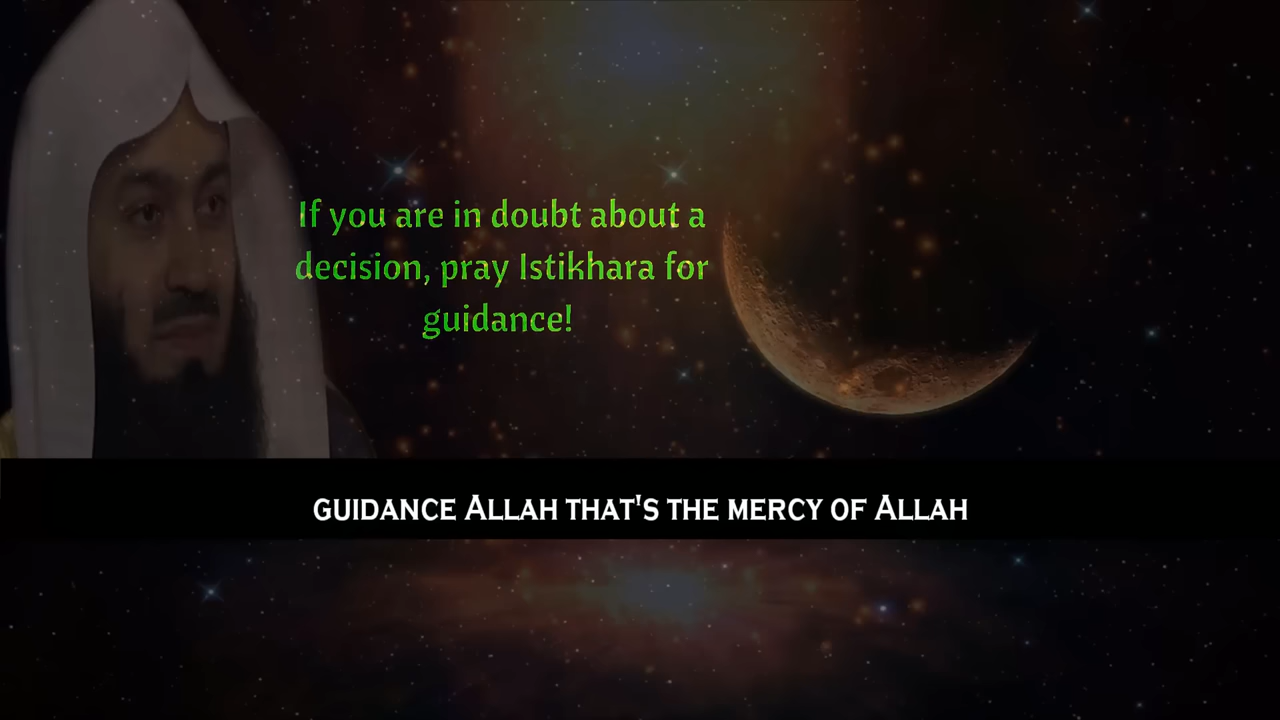 If you are in doubt about a
decision, pray Istikhara for
guidance!
GUIDANCE ALLAH THAT'S THE MERCY OF ALLAH